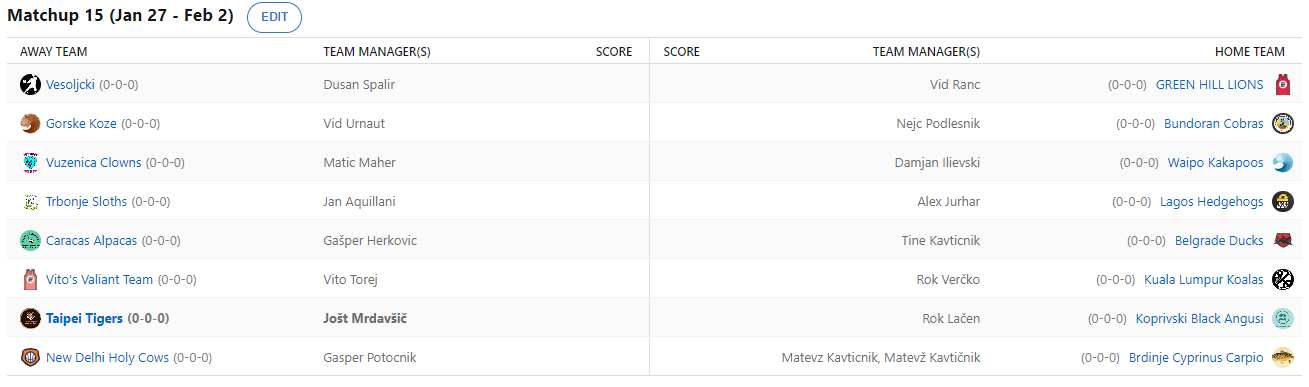 Matchup 15 (Jan 27 - Feb 2) EDIT
AWAY TEAM TEAM MANAGER(S) SCORE SCORE TEAM MANAGER(S) HOME TEAM
Vesoljcki (0-0-0) Dusan Spalir Vid Ranc (0-0-0) GREEN HILL LIONS
Gorske Koze (0-0-0) Vid Urnaut Nejc Podlesnik (0-0-0) Bundoran Cobras
Vuzenica Clowns (0-0-0) Matic Maher Damjan Ilievski (0-0-0) Waipo Kakapoos
Trbonje Sloths (0-0-0) Jan Aquillani Alex Jurhar (0-0-0) Lagos Hedgehogs
Caracas Alpacas (0-0-0) Gašper Herkovic Tine Kavticnik (0-0-0) Belgrade Ducks
Vito's Valiant Team (0-0-0) Vito Torej Rok Verčko (0-0-0) Kuala Lumpur Koalas
Taipei Tigers (0-0-0) Jošt Mrdavšič Rok Lačen (0-0-0) Koprivski Black Angusi
New Delhi Holy Cows (0-0-0) Gasper Potocnik Matevz Kavticnik, Matevž Kavtičnik (0-0-0) Brdinje Cyprinus Carpio